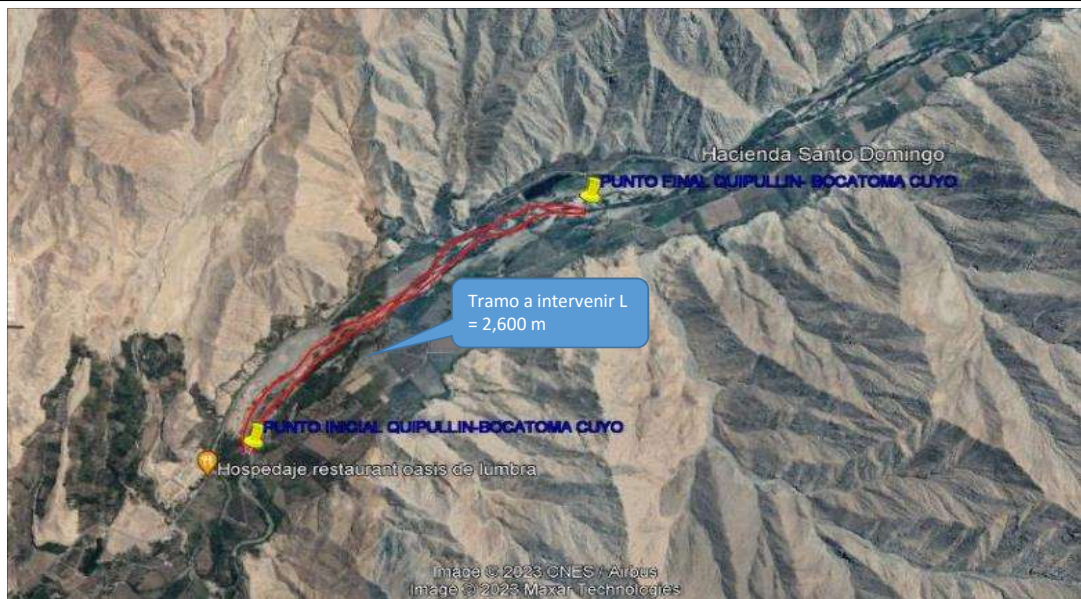 Hacienda Santo Domingo
PUNTO FINAL QUIPULLIN- BOCATOMA CUYO
Tramo a intervenir L
= 2,600 m
PUNTO INICIAL QUIPULLIN-BOCATOMA CUYO
Hospedaje restaurant oasis de lumbra
Image © 2023 CNES / Airbus
Image © 2023 Maxar Technologies